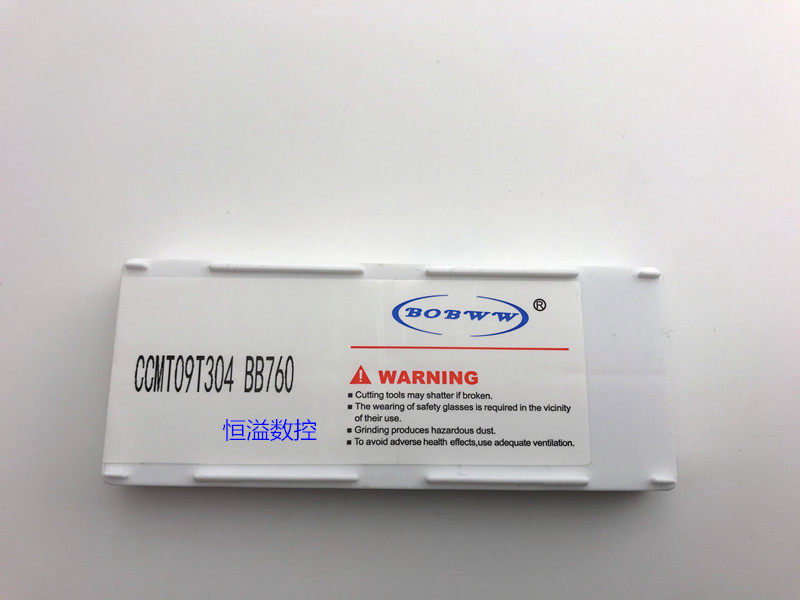 BOBWW®
CCMT09T304 BB760
恒溢数控
WARNING
■ Cutting tools may shatter if broken.
■ The wearing of safety glasses is required in the vicinity
of their use.
■ Grinding produces hazardous dust.
■ To avoid adverse health effects,use adequate ventilation.